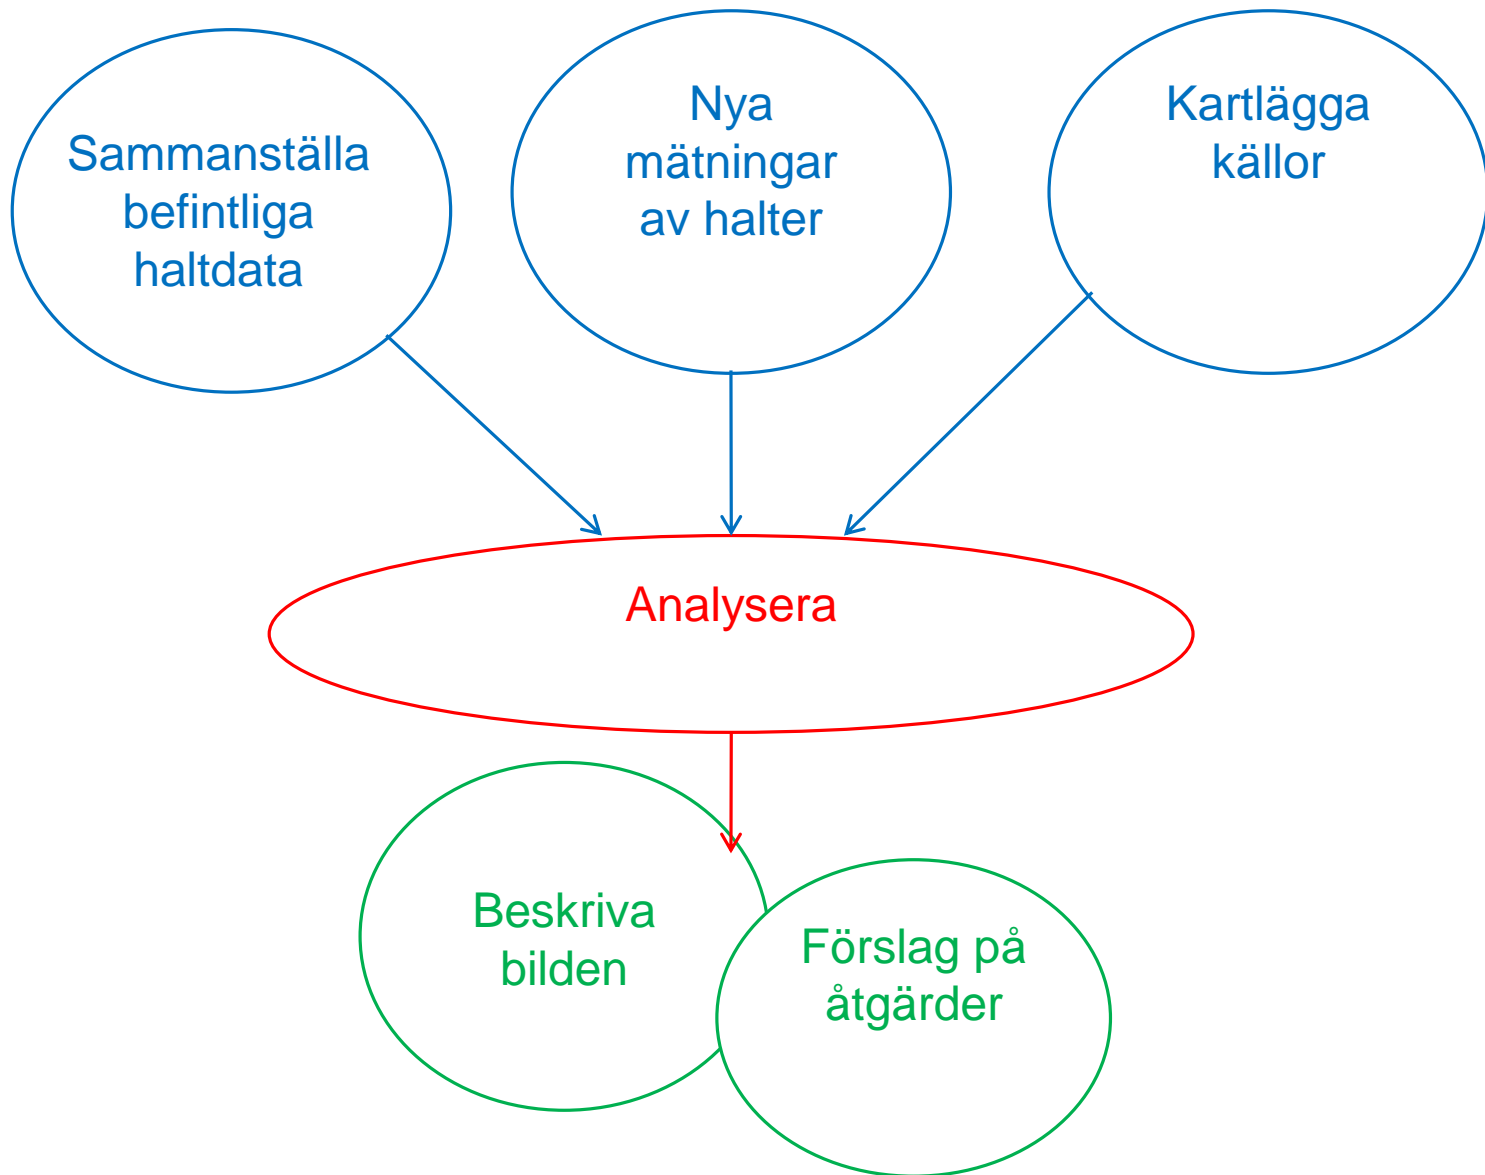 Sammanställa
befintliga
haltdata
Nya
mätningar
av halter
Kartlägga
källor
Analysera
Beskriva
bilden
Förslag på
åtgärder